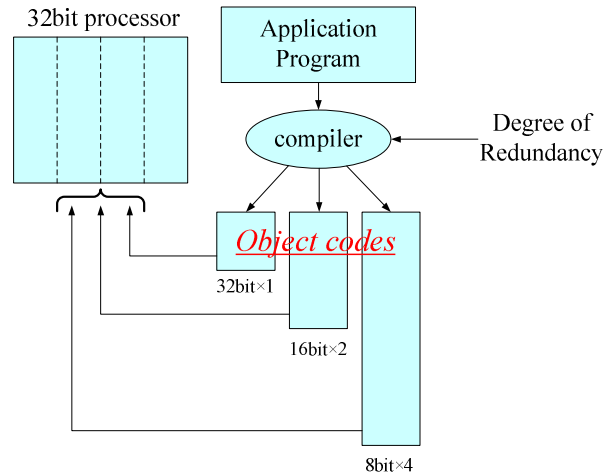 32bit processor
Application
Program
compiler
Degree of
Redundancy
Object codes
32bit×1
16bit×2
8bit×4